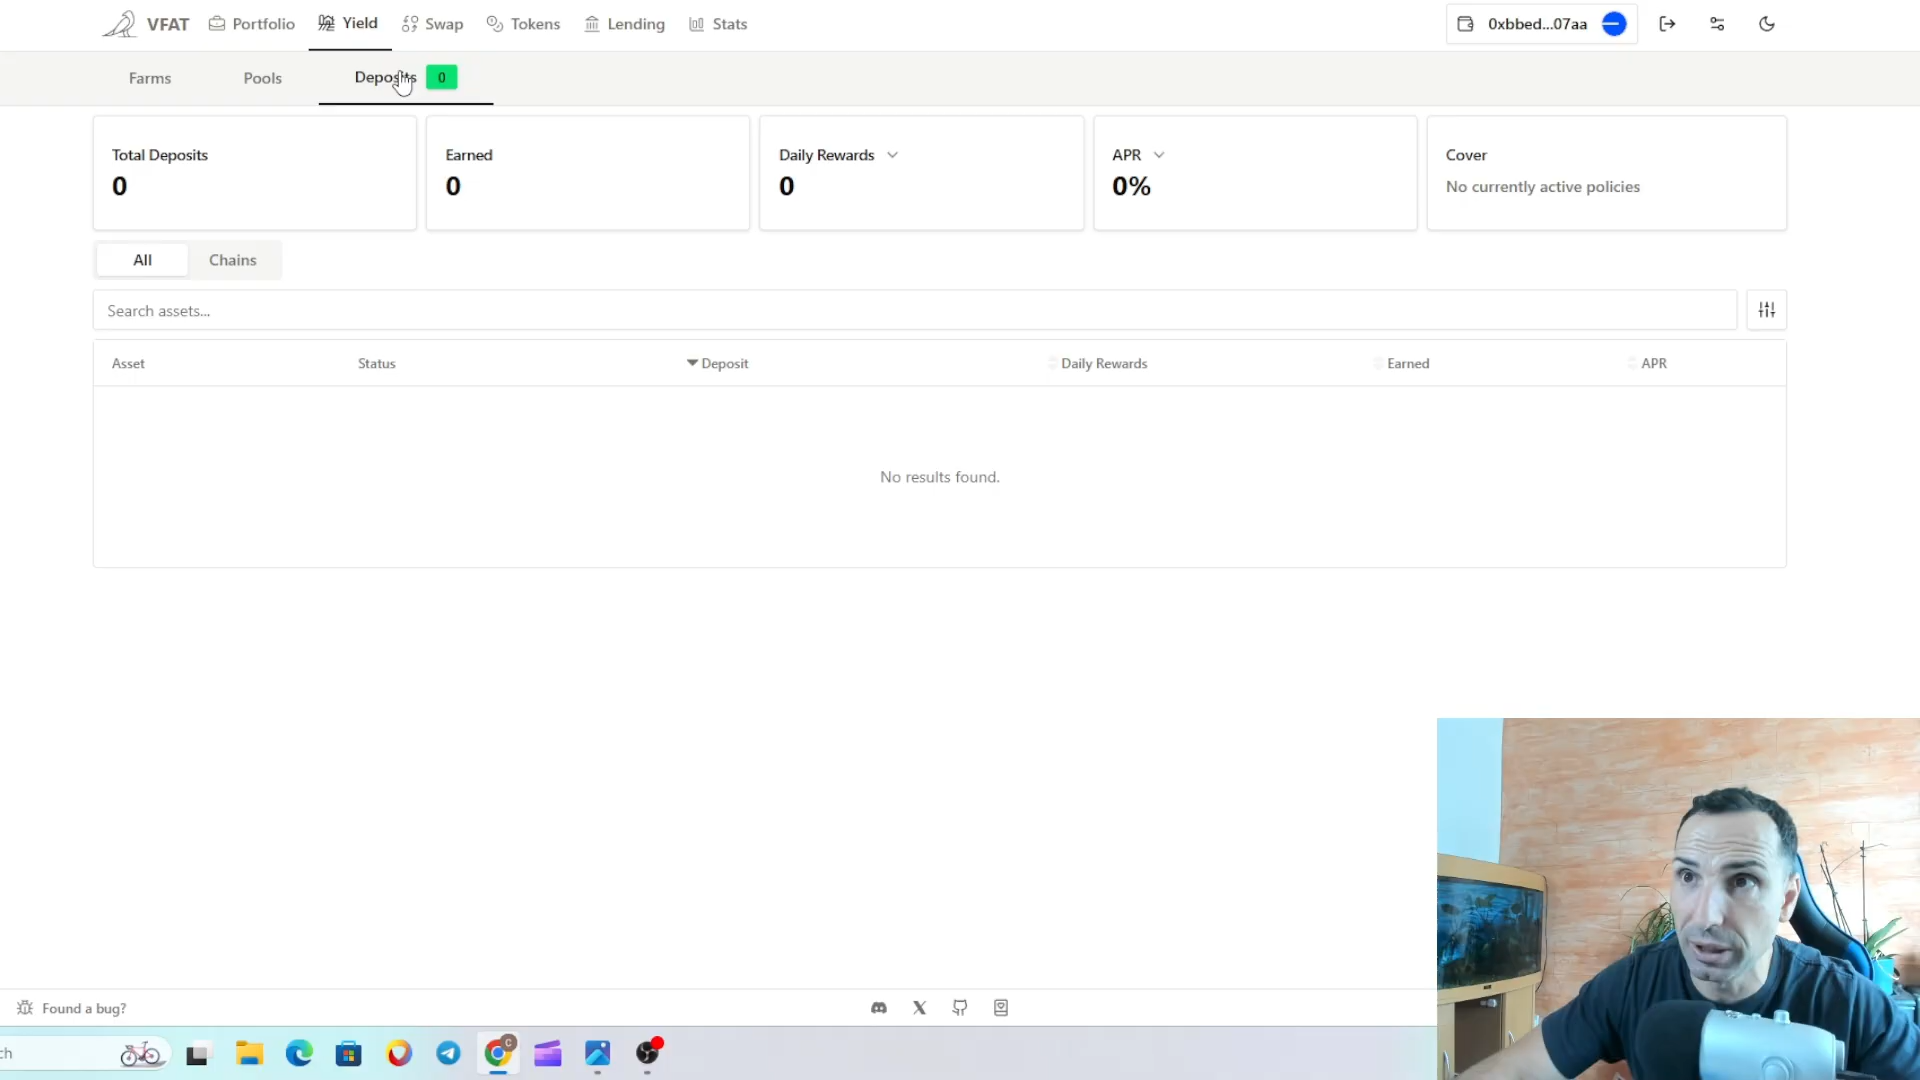 VFAT Portfolio Yield Swap Tokens Lending Stats 0xbbed...07aa
Farms Pools Deposits 0
Total Deposits Earned Daily Rewards APR Cover
0 0 0 0% No currently active policies
All Chains
Search assets...
Asset Status Deposit Daily Rewards Earned APR
No results found.
Found a bug?
ch
C